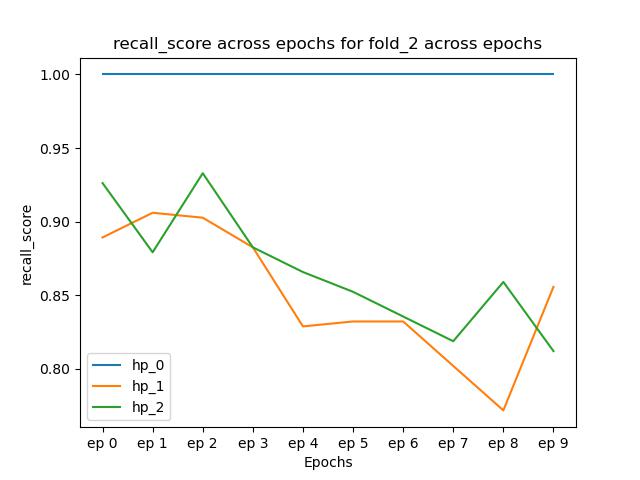 recall_score across epochs for fold_2 across epochs
1.00
0.95
0.90
0.85
0.80
recall_score
hp_0
hp_1
hp_2
ep 0 ep 1 ep 2 ep 3 ep 4 ep 5 ep 6 ep 7 ep 8 ep 9
Epochs